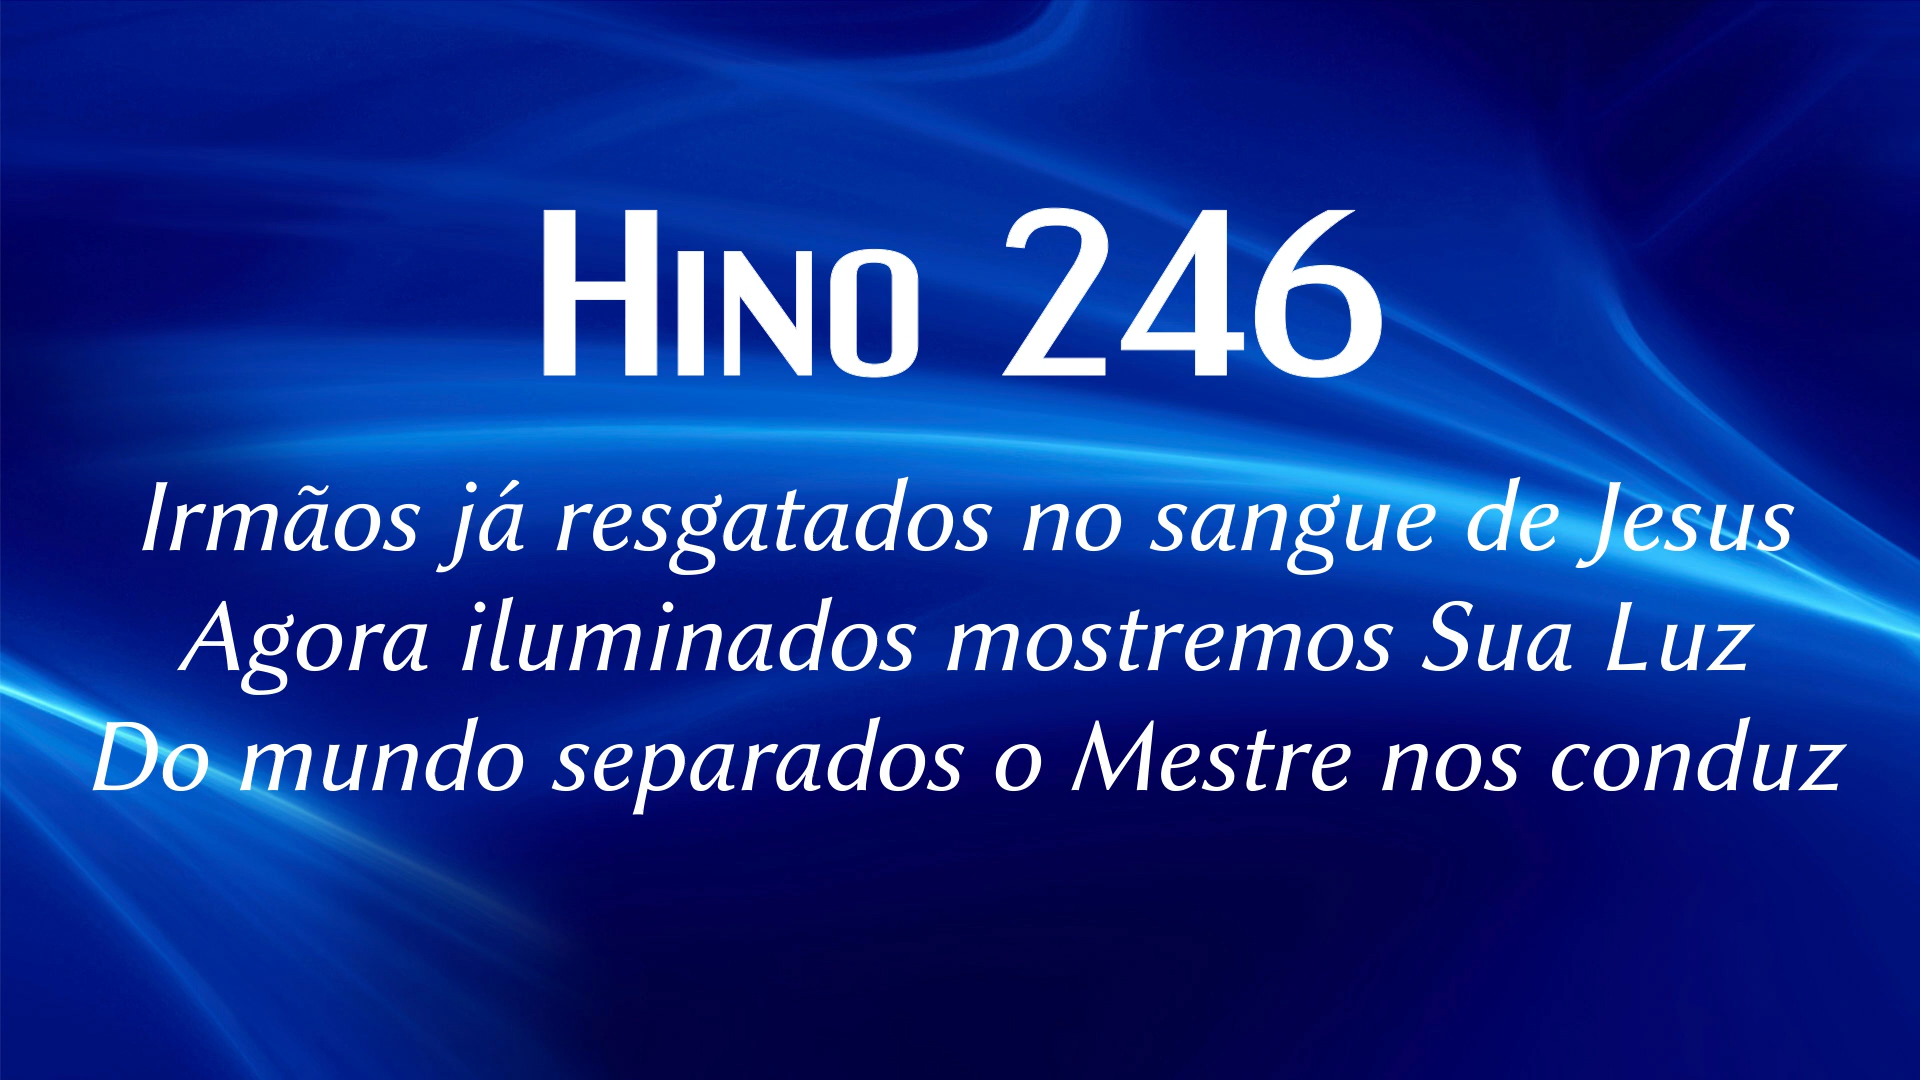 Hino 246
Irmãos já resgatados no sangue de Jesus
Agora iluminados mostremos Sua Luz
Do mundo separados o Mestre nos conduz